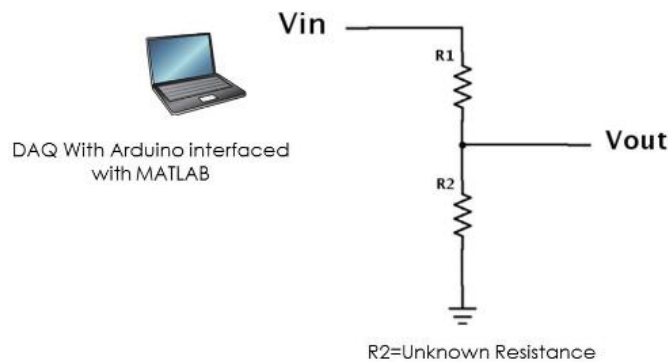 Vin
R1
DAQ With Arduino interfaced
with MATLAB
Vout
R2
R2=Unknown Resistance